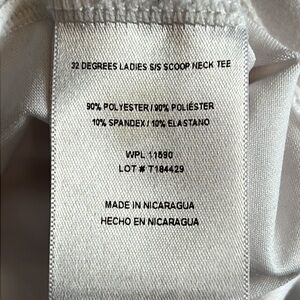 32 DEGREES LADIES S/S SCOOP NECK TEE
90% POLYESTER / 90% POLIÉSTER
10% SPANDEX / 10% ELASTANO
WPL 11590
LOT # T184429
MADE IN NICARAGUA
HECHO EN NICARAGUA